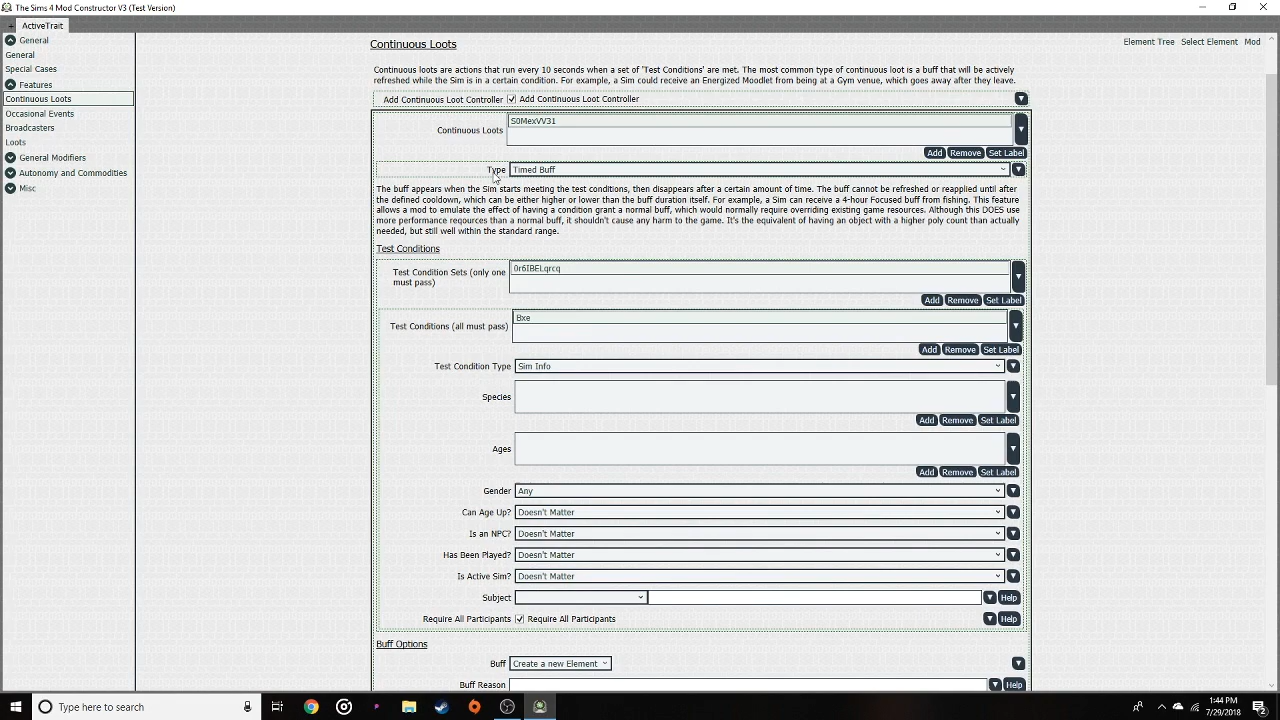 The Sims 4 Mod Constructor V3 (Test Version)
+ ActiveTrait
General
General
Special Cases
Features
Continuous Loots
Occasional Events
Broadcasters
Loots
General Modifiers
Autonomy and Commodities
Misc
Element Tree Select Element Mod
Continuous Loots
Continuous loots are actions that run every 10 seconds when a set of 'Test Conditions' are met. The most common type of continuous loot is a buff that will be actively
refreshed while the Sim is in a certain condition. For example, a Sim could receive an Energized Moodlet from being at a Gym venue, which goes away after they leave.
Add Continuous Loot Controller Add Continuous Loot Controller
Continuous Loots S0MexVV31
Add Remove Set Label
Type Timed Buff
The buff appears when the Sim starts meeting the test conditions, then disappears after a certain amount of time. The buff cannot be refreshed or reapplied until after
the defined cooldown, which can be either higher or lower than the buff duration itself. For example, a Sim can receive a 4-hour Focused buff from fishing. This feature
allows a mod to emulate the effect of having a condition grant a normal buff, which would normally require overriding existing game resources. Although this DOES use
more performance reqources than a normal buff, it shouldn't cause any harm to the game. It's the equivalent of having an object with a higher poly count than actually
needed, but still well within the standard range.
Test Conditions
Test Condition Sets (only one
must pass)
0r6IBELqrcq
Add Remove Set Label
Test Conditions (all must pass) Bxe
Add Remove Set Label
Test Condition Type Sim Info
Species
Add Remove Set Label
Ages
Add Remove Set Label
Gender Any
Can Age Up? Doesn't Matter
Is an NPC? Doesn't Matter
Has Been Played? Doesn't Matter
Is Active Sim? Doesn't Matter
Subject Help
Require All Participants Require All Participants Help
Buff Options
Buff Create a new Element
Buff Reason Help
Type here to search
1:44 PM
7/29/2018
2